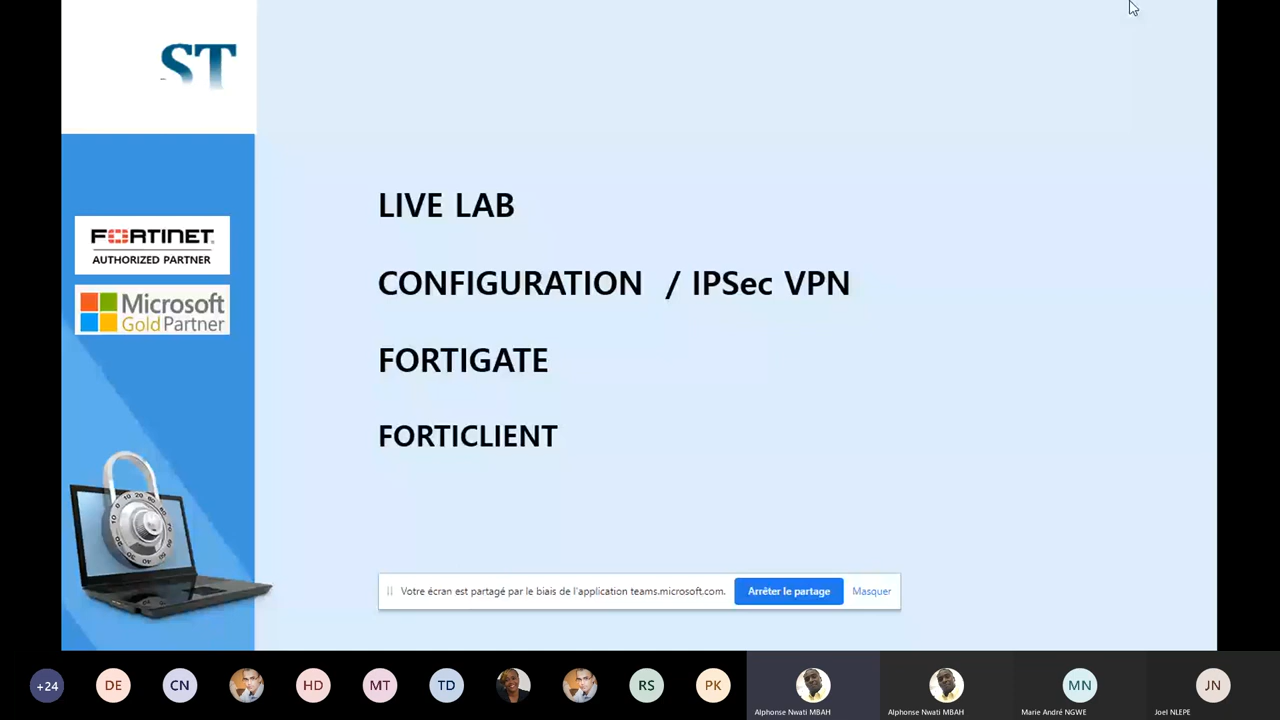 ST
LIVE LAB
FORTINET
AUTHORIZED PARTNER
CONFIGURATION / IPSec VPN
Microsoft
Gold Partner
FORTIGATE
FORTICLIENT
Votre écran est partagé par le biais de l'application teams.microsoft.com. Arrêter le partage Masquer
+24 DE CN HD MT TD RS PK MN JN
Alphonse Nwati MBAH Alphonse Nwati MBAH Marie André NGWE Joel NLEPE